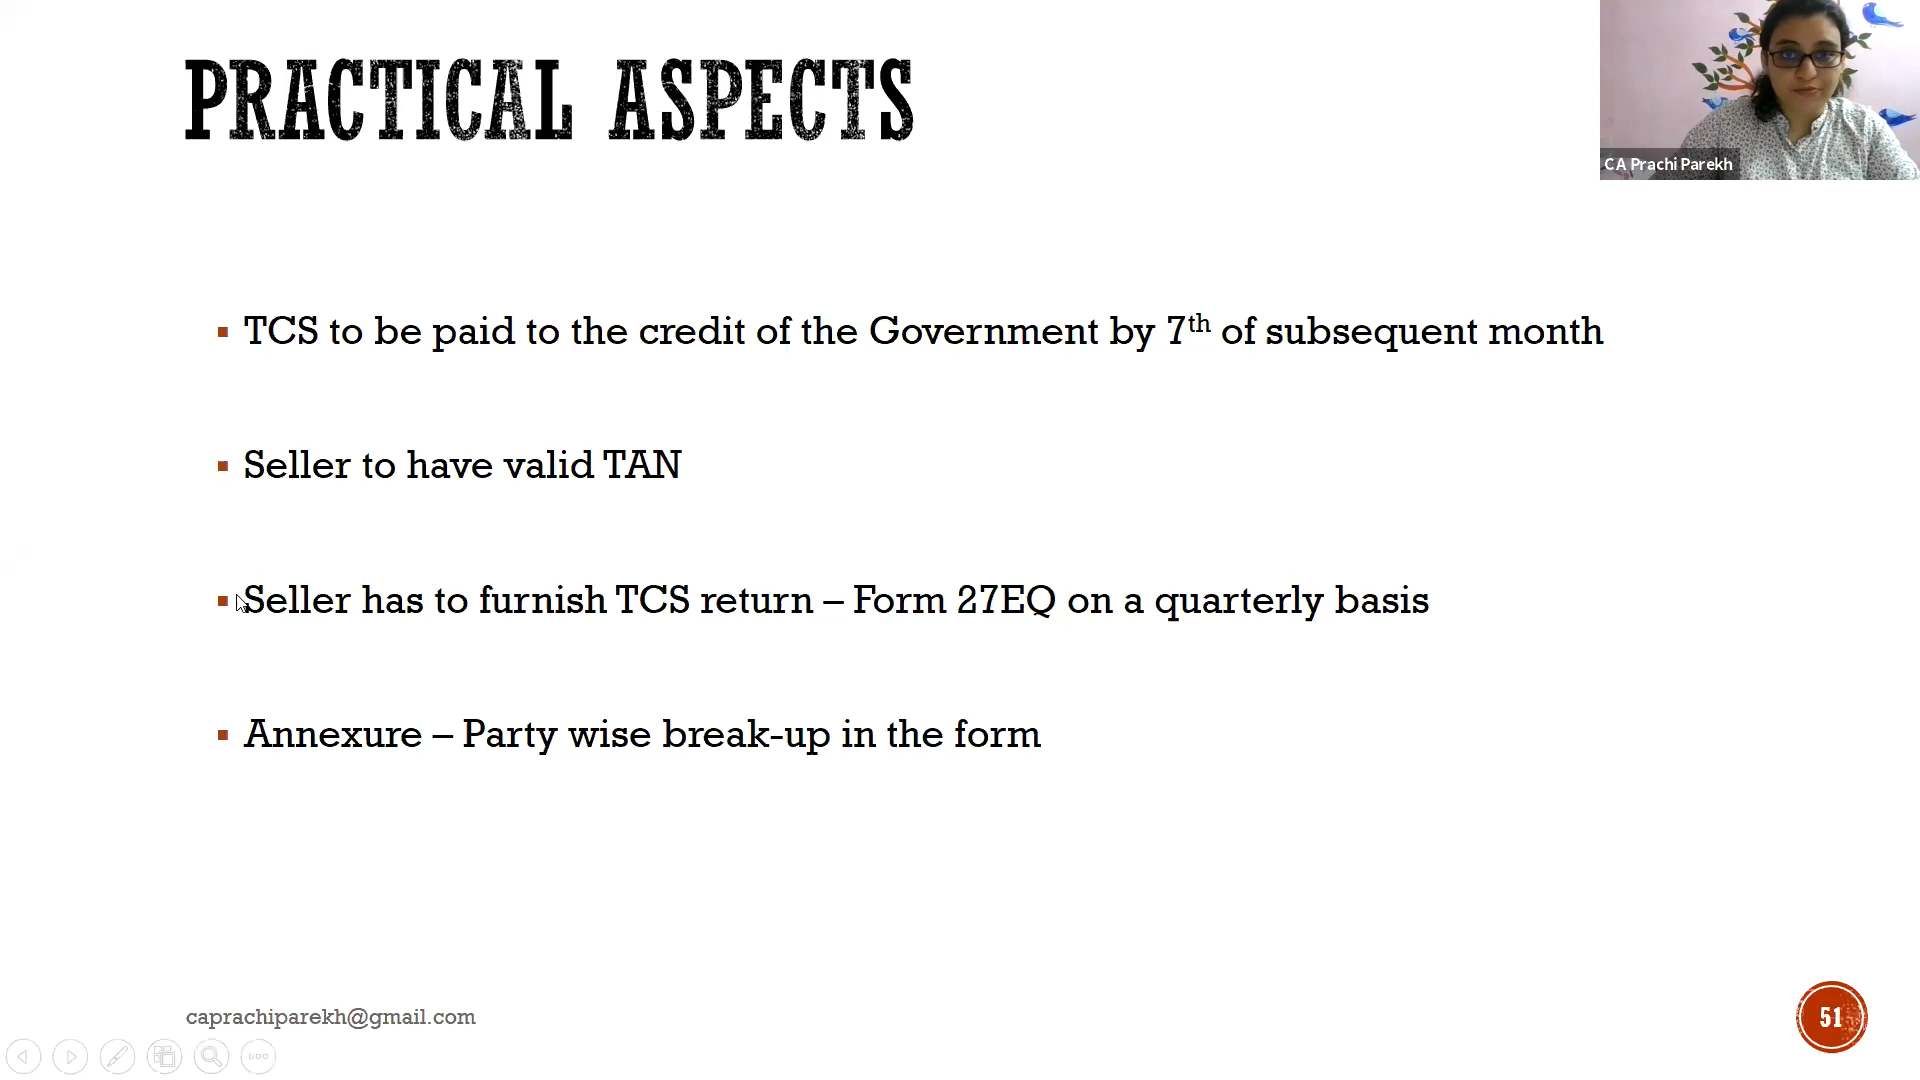 PRACTICAL ASPECTS
CA Prachi Parekh
▪ TCS to be paid to the credit of the Government by 7th of subsequent month
▪ Seller to have valid TAN
▪ Seller has to furnish TCS return – Form 27EQ on a quarterly basis
▪ Annexure – Party wise break-up in the form
caprachiparekh@gmail.com
51